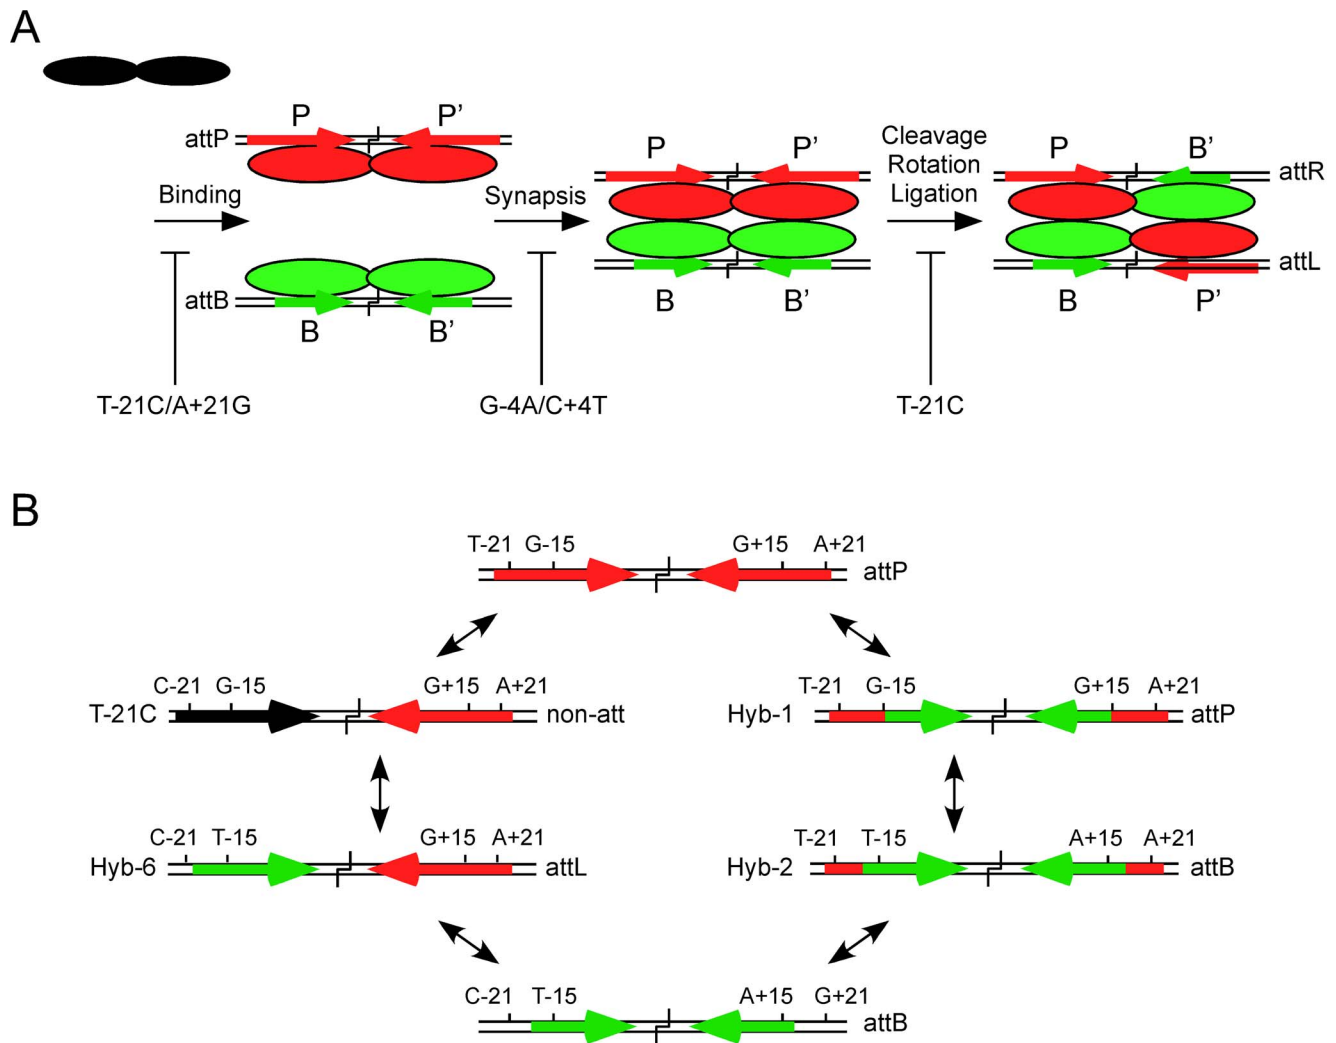 A
P P'
attP
Binding
attB
B B'
T-21C/A+21G
Synapsis
G-4A/C+4T
P P'
B B'
Cleavage
Rotation
Ligation
T-21C
P B'
attR
attL
B P'
B
T-21 G-15 G+15 A+21
attP
C-21 G-15 G+15 A+21
T-21C non-att
T-21 G-15 G+15 A+21
Hyb-1 attP
C-21 T-15 G+15 A+21
Hyb-6 attL
T-21 T-15 A+15 A+21
Hyb-2 attB
C-21 T-15 A+15 G+21
attB